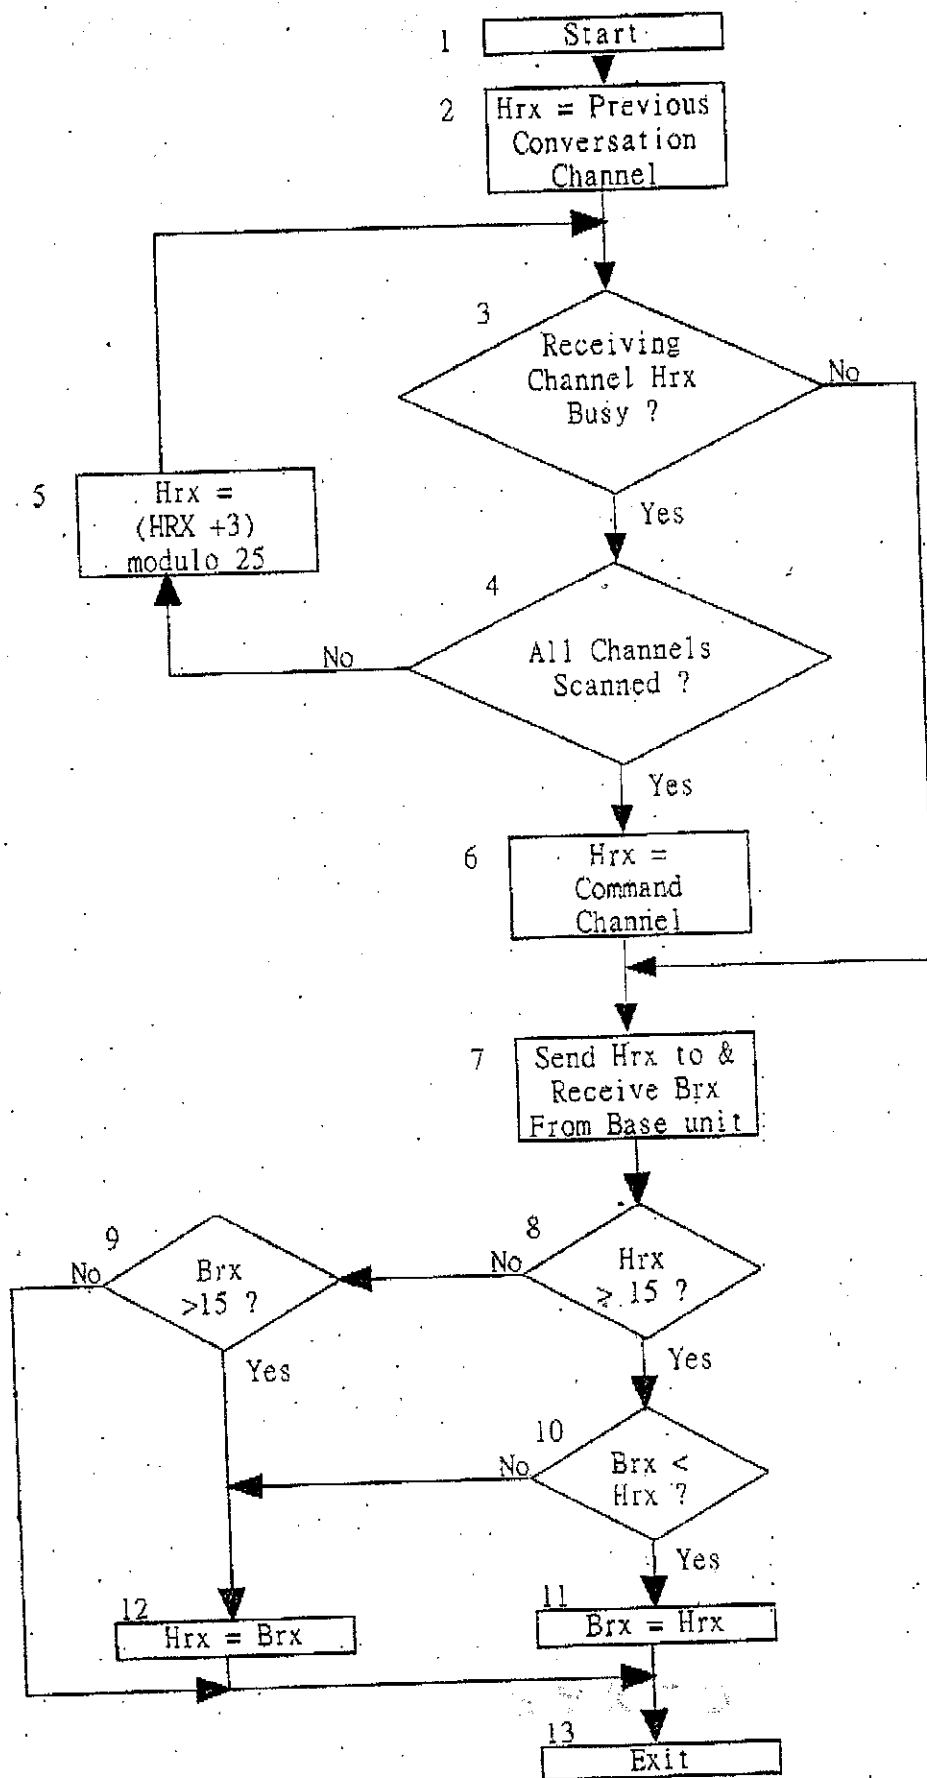 1
Start
2
Hrx = Previous
Conversation
Channel
3
Receiving
Channel Hrx
Busy ?
No
Yes
5
Hrx =
(HRX +3)
modulo 25
4
All Channels
Scanned ?
No
Yes
6
Hrx =
Command
Channel
7
Send Hrx to &
Receive Brx
From Base unit
8
Hrx
≥ 15 ?
No
Yes
9
Brx
>15 ?
No
Yes
10
Brx <
Hrx ?
No
Yes
12
Hrx = Brx
11
Brx = Hrx
13
Exit